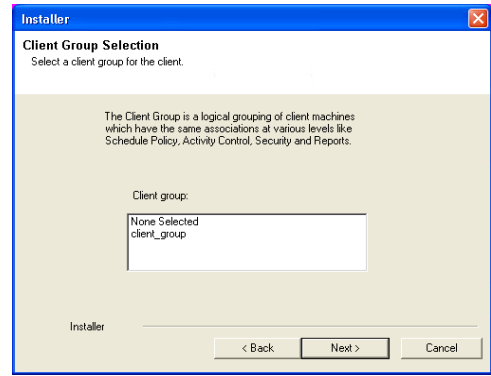 Installer
Client Group Selection
Select a client group for the client.
The Client Group is a logical grouping of client machines
which have the same associations at various levels like
Schedule Policy, Activity Control, Security and Reports.
Client group:
None Selected
client_group
Installer
< Back
Next >
Cancel